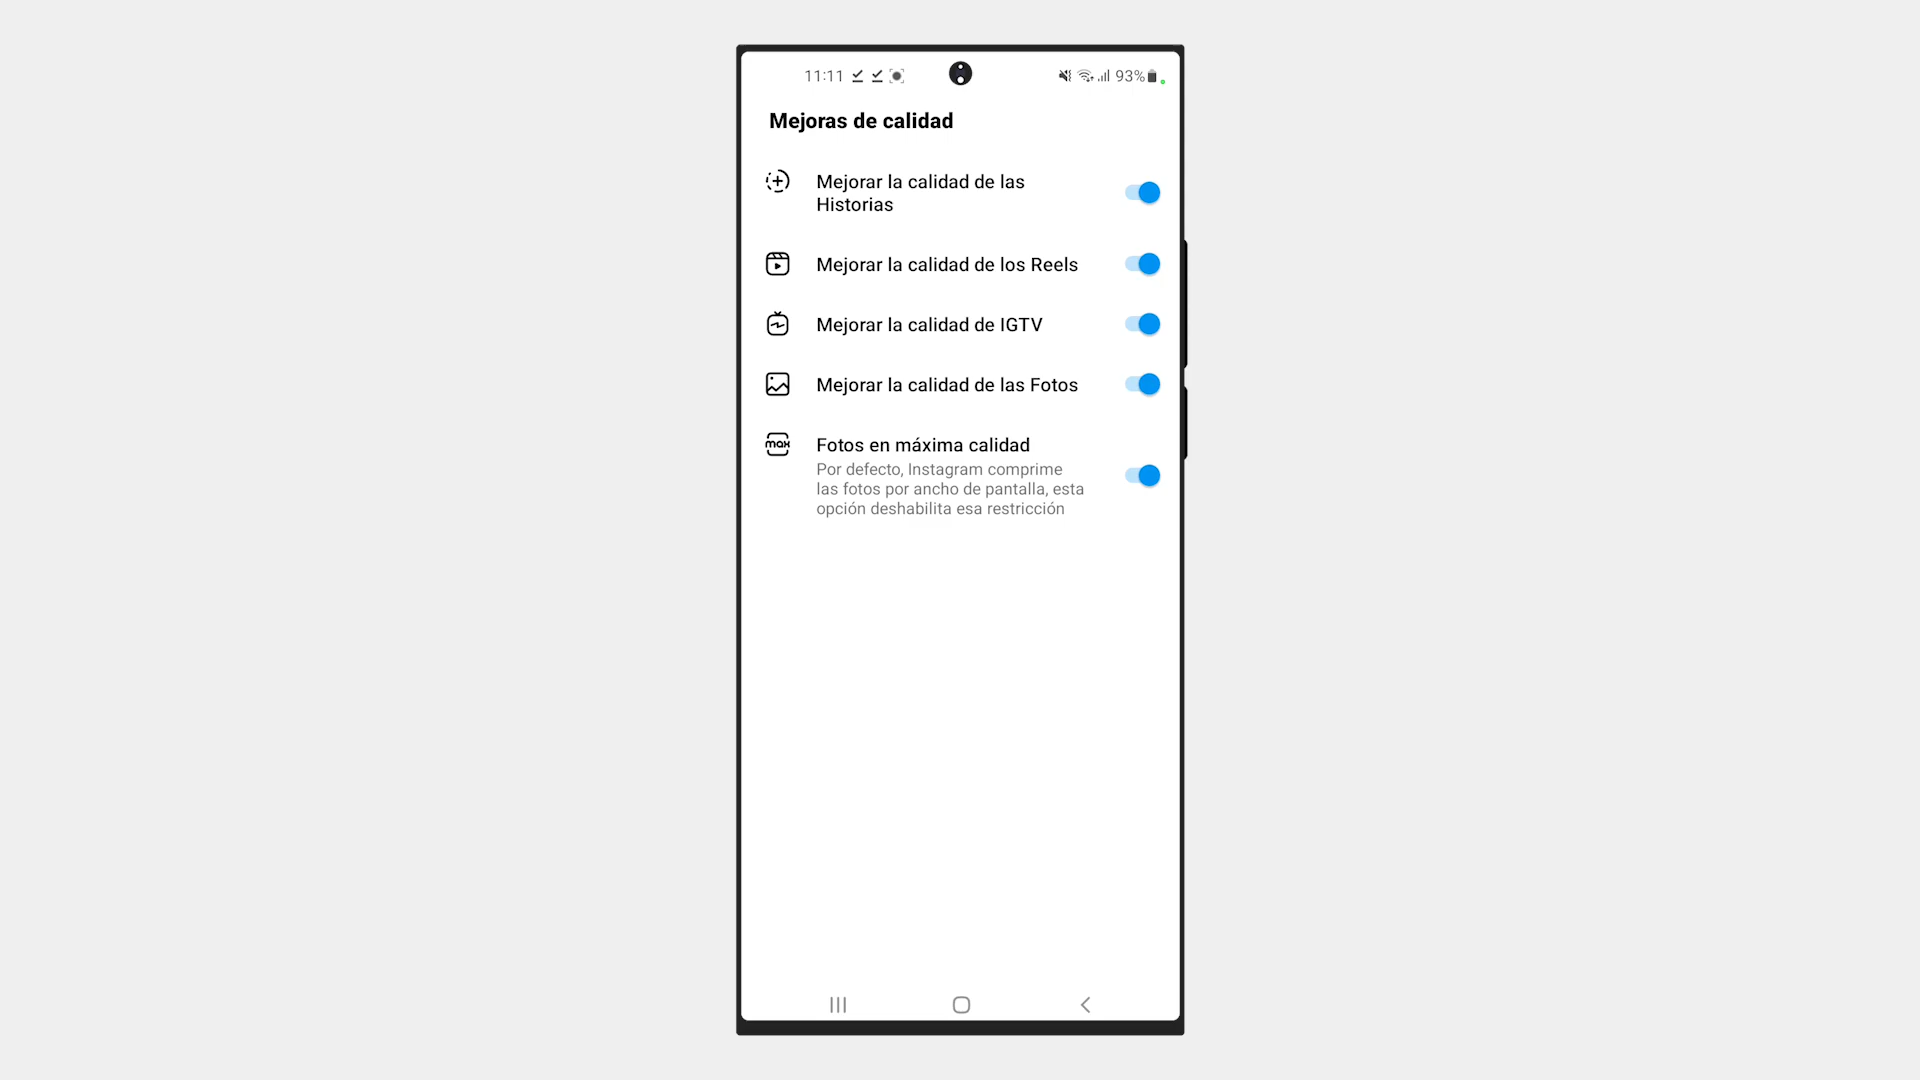 11:11
93%
Mejoras de calidad
Mejorar la calidad de las
Historias
Mejorar la calidad de los Reels
Mejorar la calidad de IGTV
Mejorar la calidad de las Fotos
max
Fotos en máxima calidad
Por defecto, Instagram comprime
las fotos por ancho de pantalla, esta
opción deshabilita esa restricción